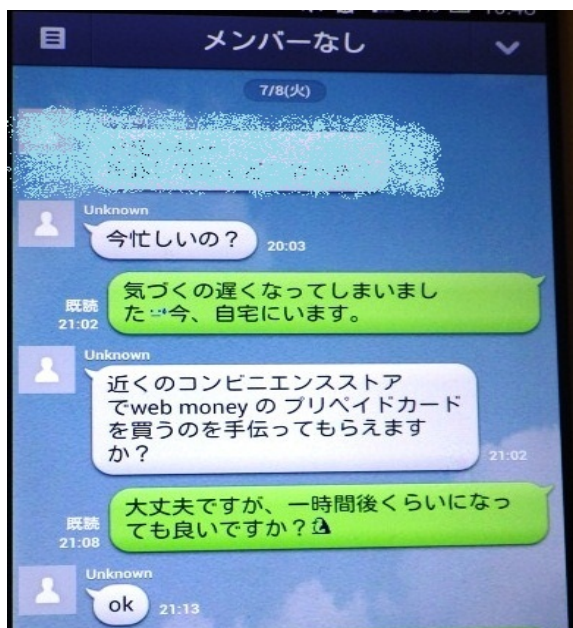 メンバーなし
7/8(火)
Unknown
今忙しいの？
20:03
気づくの遅くなってしまいまし
た 今、自宅にいます。
既読
21:02
Unknown
近くのコンビニエンスストア
でweb money の プリペイドカード
を買うのを手伝ってもらえます
か？
21:02
大丈夫ですが、一時間後くらいになっ
ても良いですか？
既読
21:08
Unknown
ok
21:13